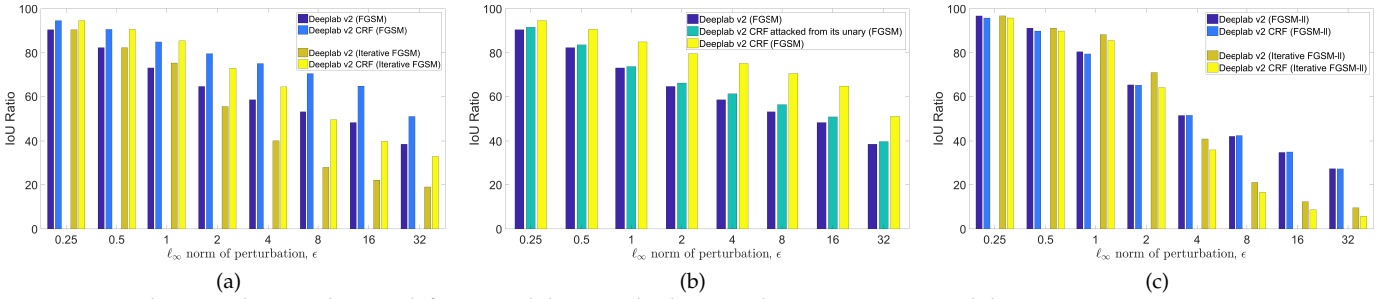 100
80
60
40
20
0
IoU Ratio
Deeplab v2 (FGSM)
Deeplab v2 CRF (FGSM)
Deeplab v2 (Iterative FGSM)
Deeplab v2 CRF (Iterative FGSM)
0.25 0.5 1 2 4 8 16 32
ℓ∞ norm of perturbation, ϵ
(a)
100
80
60
40
20
0
IoU Ratio
Deeplab v2 (FGSM)
Deeplab v2 CRF attacked from its unary (FGSM)
Deeplab v2 CRF (FGSM)
0.25 0.5 1 2 4 8 16 32
ℓ∞ norm of perturbation, ϵ
(b)
100
80
60
40
20
0
IoU Ratio
Deeplab v2 (FGSM-ll)
Deeplab v2 CRF (FGSM-ll)
Deeplab v2 (Iterative FGSM-ll)
Deeplab v2 CRF (Iterative FGSM-ll)
0.25 0.5 1 2 4 8 16 32
ℓ∞ norm of perturbation, ϵ
(c)